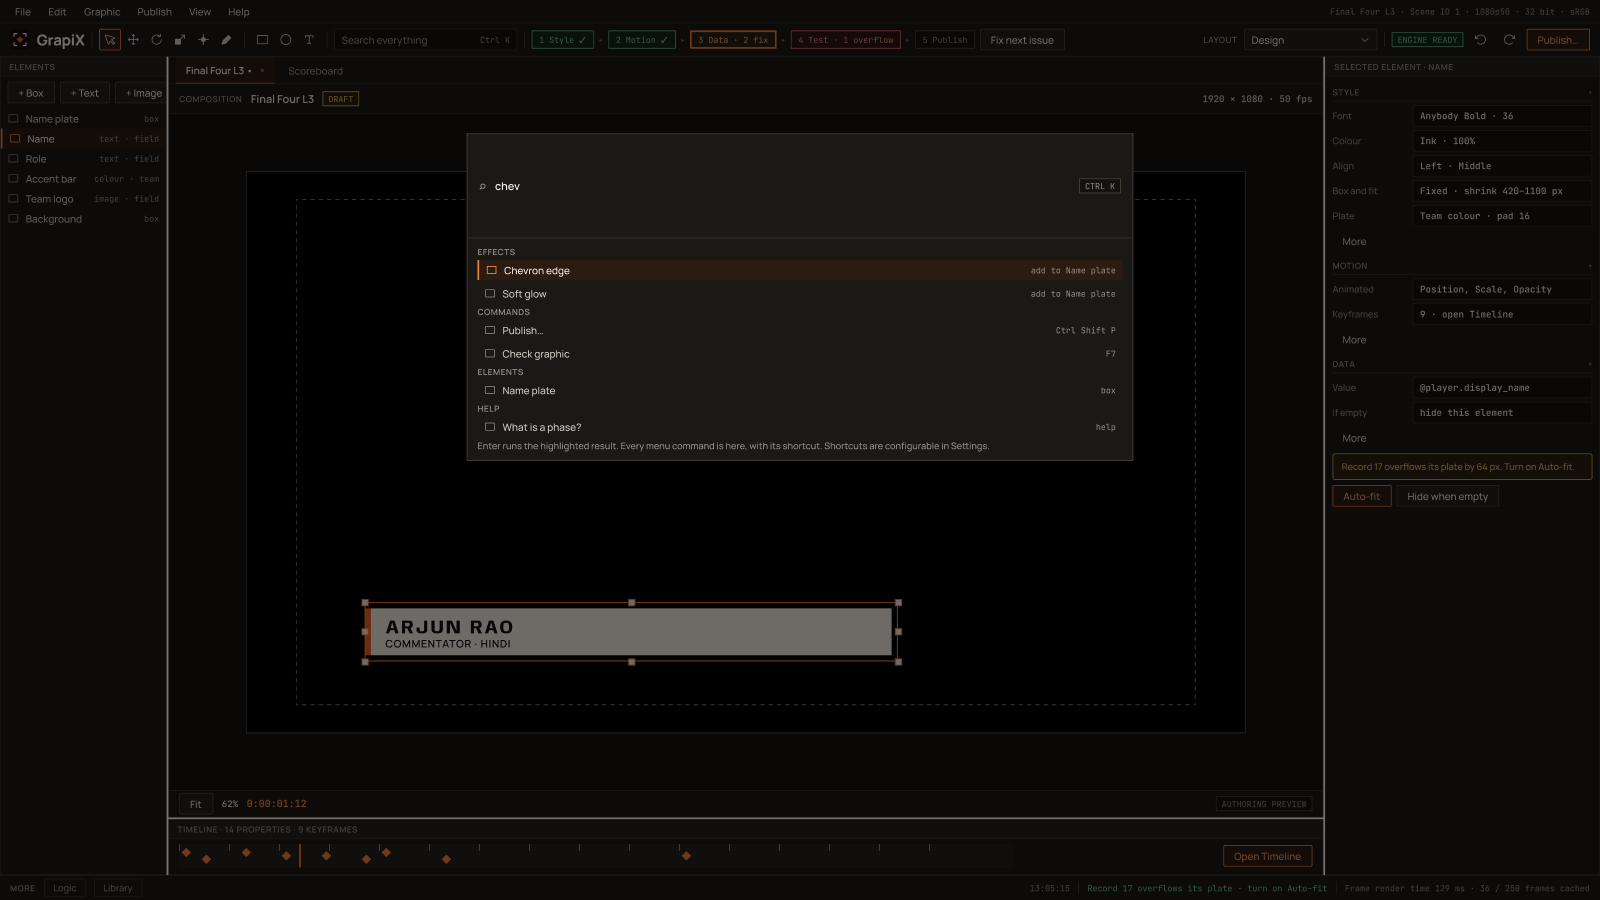 File Edit Graphic Publish View Help
Final Four L3 · Scene ID 1 · 1080p50 · 32 bit · sRGB
GrapiX
Search everything Ctrl K
1 Style ✓
2 Motion ✓
3 Data · 2 fix
4 Test · 1 overflow
5 Publish
Fix next issue
LAYOUT Design
ENGINE READY
Publish…
ELEMENTS
+ Box + Text + Image
Name plate box
Name text · field
Role text · field
Accent bar colour · team
Team logo image · field
Background box
Final Four L3 • ×
Scoreboard
COMPOSITION Final Four L3 DRAFT
1920 × 1080 · 50 fps
chev CTRL K
EFFECTS
Chevron edge add to Name plate
Soft glow add to Name plate
COMMANDS
Publish… Ctrl Shift P
Check graphic F7
ELEMENTS
Name plate box
HELP
What is a phase? help
Enter runs the highlighted result. Every menu command is here, with its shortcut. Shortcuts are configurable in Settings.
ARJUN RAO
COMMENTATOR · HINDI
Fit 62% 0:00:01:12
AUTHORING PREVIEW
TIMELINE · 14 PROPERTIES · 9 KEYFRAMES
Open Timeline
SELECTED ELEMENT · NAME
STYLE
Font Anybody Bold · 36
Colour Ink · 100%
Align Left · Middle
Box and fit Fixed · shrink 420–1100 px
Plate Team colour · pad 16
More
MOTION
Animated Position, Scale, Opacity
Keyframes 9 · open Timeline
More
DATA
Value @player.display_name
If empty hide this element
More
Record 17 overflows its plate by 64 px. Turn on Auto-fit.
Auto-fit Hide when empty
MORE Logic Library
13:05:15 Record 17 overflows its plate · turn on Auto-fit Frame render time 129 ms · 36 / 250 frames cached